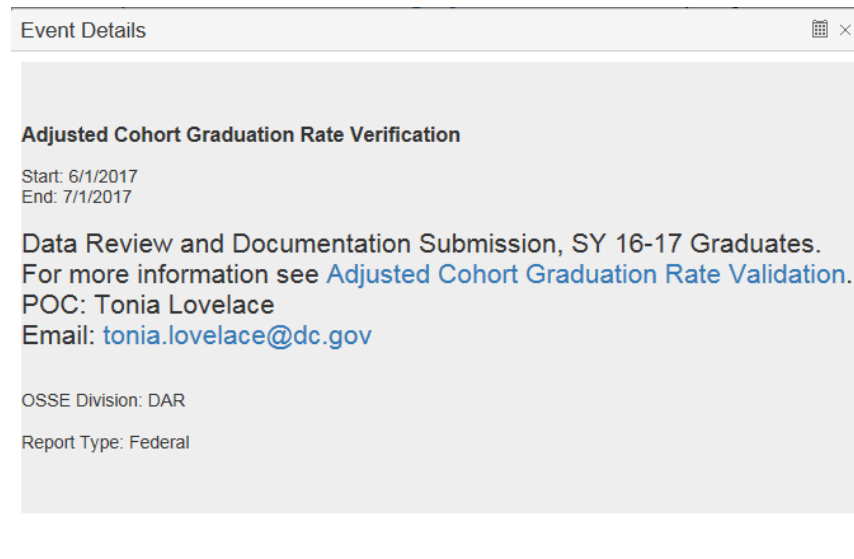 Event Details
Adjusted Cohort Graduation Rate Verification
Start: 6/1/2017
End: 7/1/2017
Data Review and Documentation Submission, SY 16-17 Graduates.
For more information see Adjusted Cohort Graduation Rate Validation.
POC: Tonia Lovelace
Email: tonia.lovelace@dc.gov
OSSE Division: DAR
Report Type: Federal